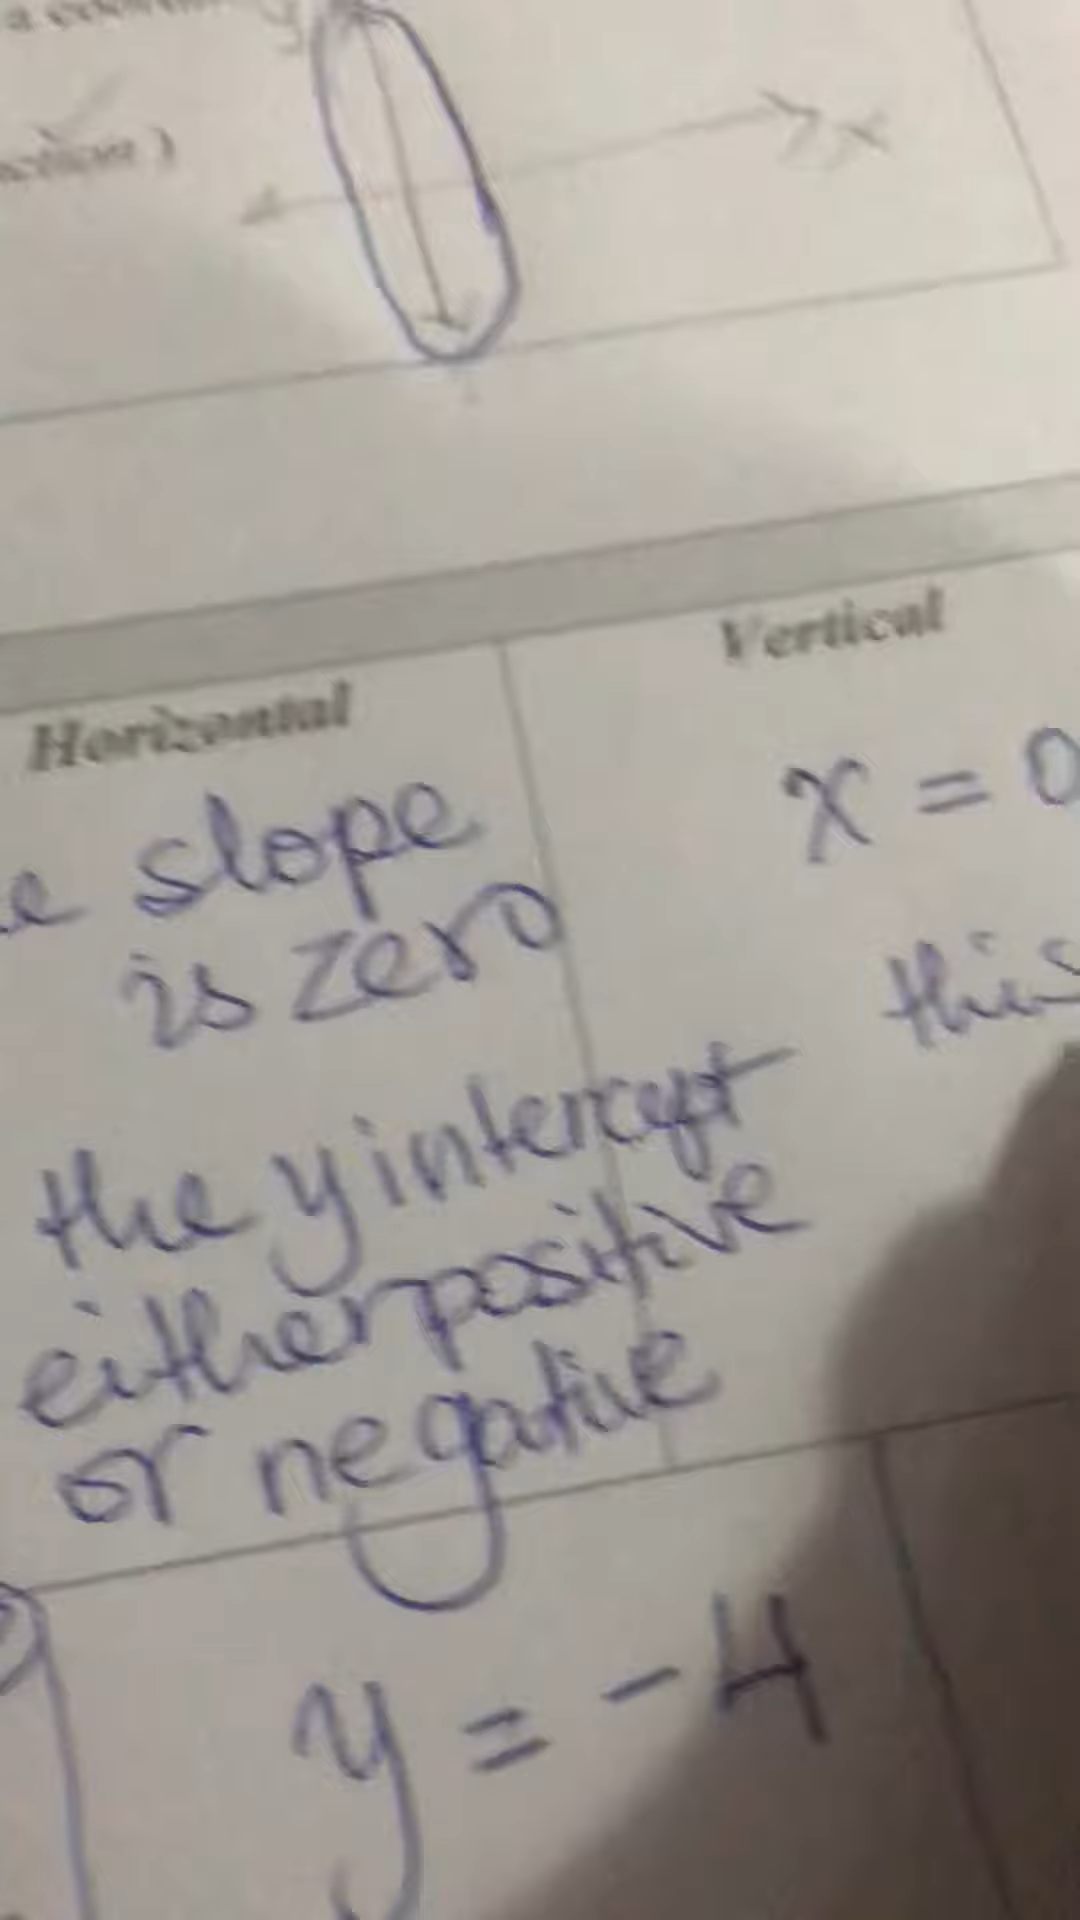 y
x
Horizontal
Vertical
slope
is zero
x = 0
this
the y intercept
either positive
or negative
y = -4